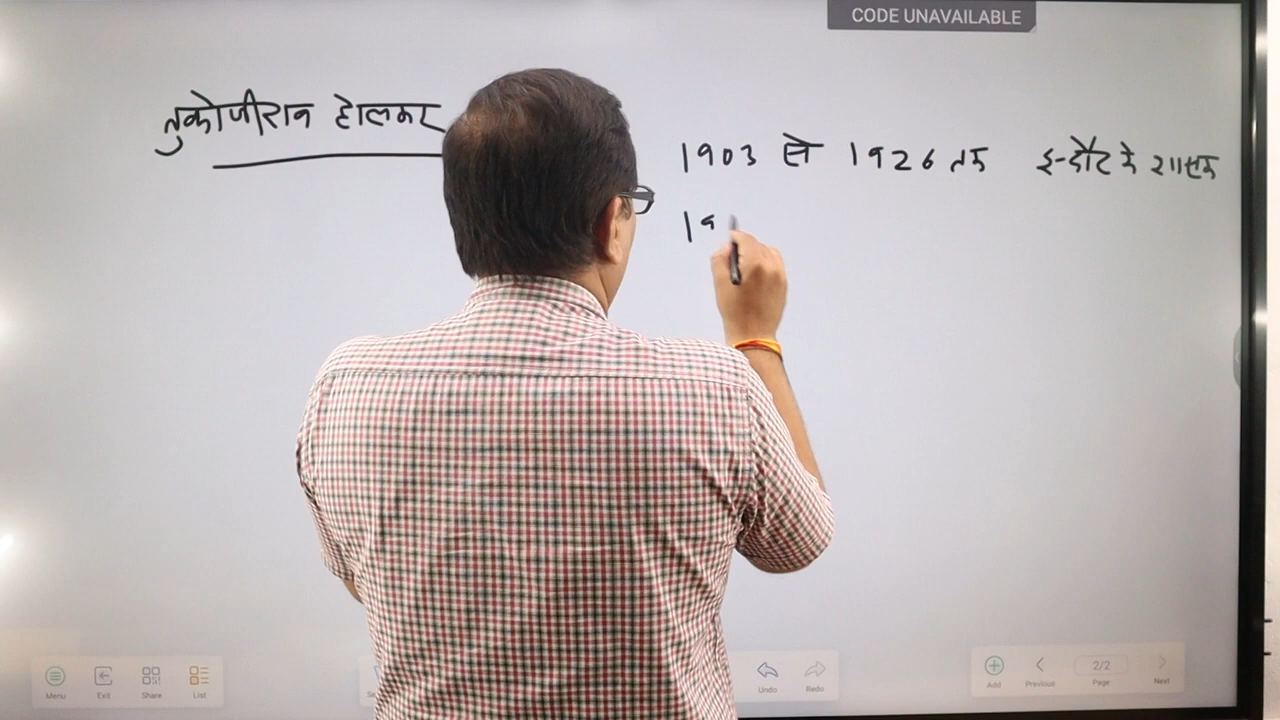 CODE UNAVAILABLE
तुकोजीराव होलकर
1903 से 1926 तक इन्दौर के शासक
19
Menu
Exit
Share
List
Undo
Redo
Add
Previous
2/2
Page
Next